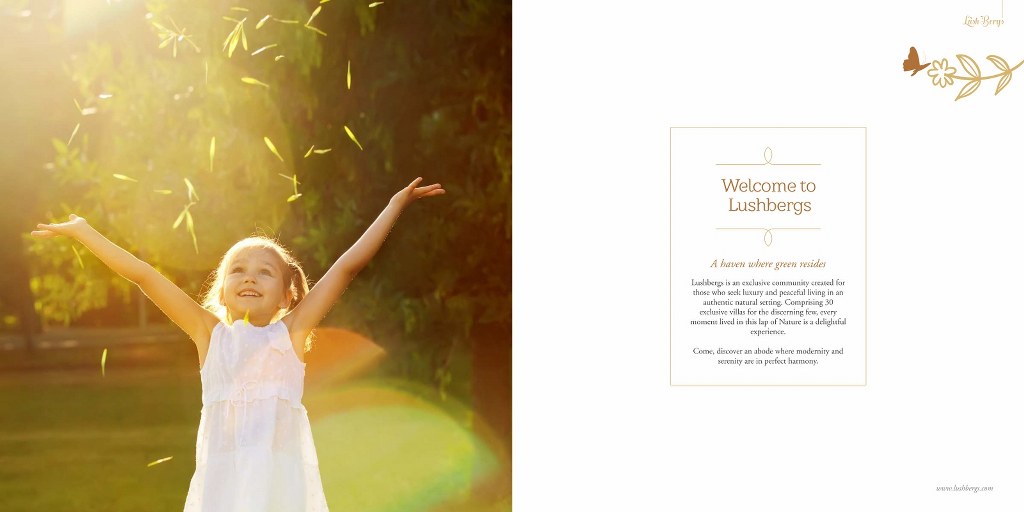 Lush Bergs
Welcome to
Lushbergs
A haven where green resides
Lushbergs is an exclusive community created for
those who seek luxury and peaceful living in an
authentic natural setting. Comprising 30
exclusive villas for the discerning few, every
moment lived in this lap of Nature is a delightful
experience.
Come, discover an abode where modernity and
serenity are in perfect harmony.
www.lushbergs.com